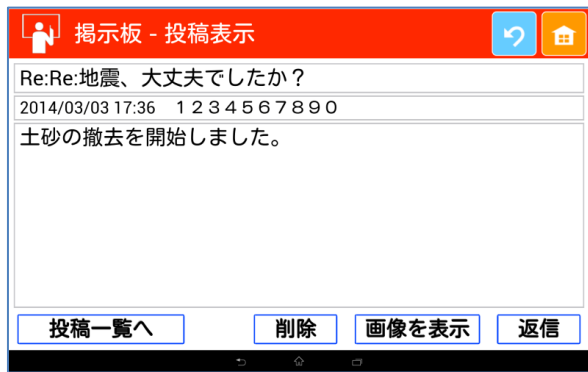 掲示板 - 投稿表示
Re:Re:地震、大丈夫でしたか？
2014/03/03 17:36　１２３４５６７８９０
土砂の撤去を開始しました。
投稿一覧へ　削除　画像を表示　返信